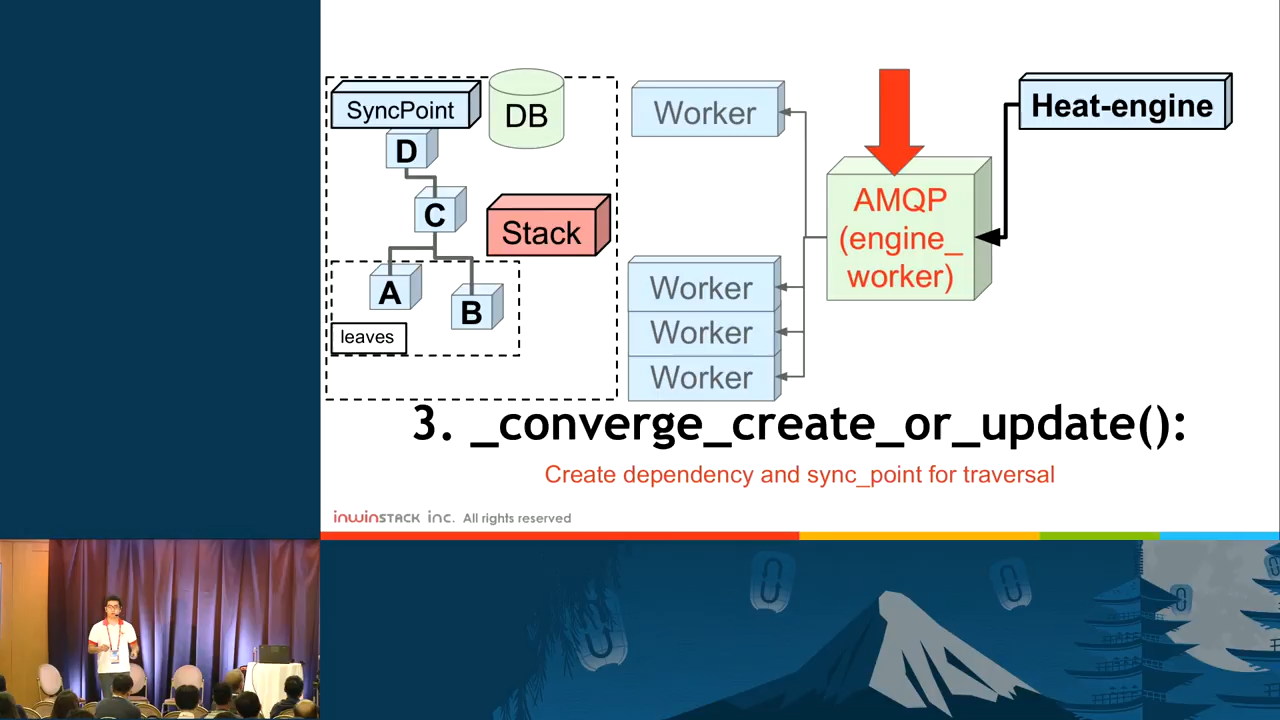 SyncPoint
DB
D
C
Stack
A
B
leaves
Worker
Worker
Worker
Worker
AMQP
(engine_
worker)
Heat-engine
3. _converge_create_or_update():
Create dependency and sync_point for traversal
inwinSTACK inc. All rights reserved